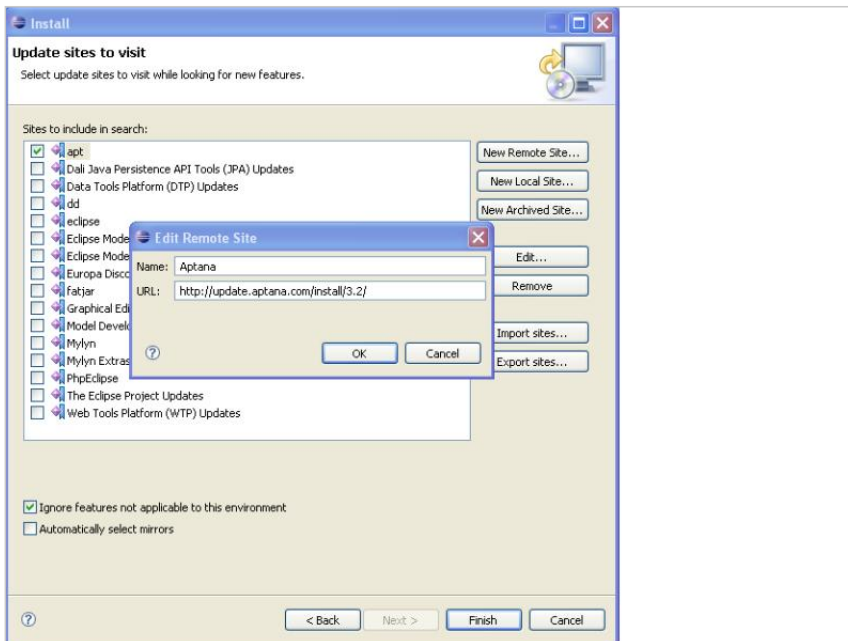 Install
Update sites to visit
Select update sites to visit while looking for new features.
Sites to include in search:
apt
Dali Java Persistence API Tools (JPA) Updates
Data Tools Platform (DTP) Updates
dd
eclipse
Eclipse Mode
Eclipse Mode
Europa Disco
fatjar
Graphical Edi
Model Develo
Mylyn
Mylyn Extras
PhpEclipse
The Eclipse Project Updates
Web Tools Platform (WTP) Updates
New Remote Site...
New Local Site...
New Archived Site...
Edit...
Remove
Import sites...
Export sites...
Edit Remote Site
Name: Aptana
URL: http://update.aptana.com/install/3.2/
? OK Cancel
Ignore features not applicable to this environment
Automatically select mirrors
? < Back Next > Finish Cancel